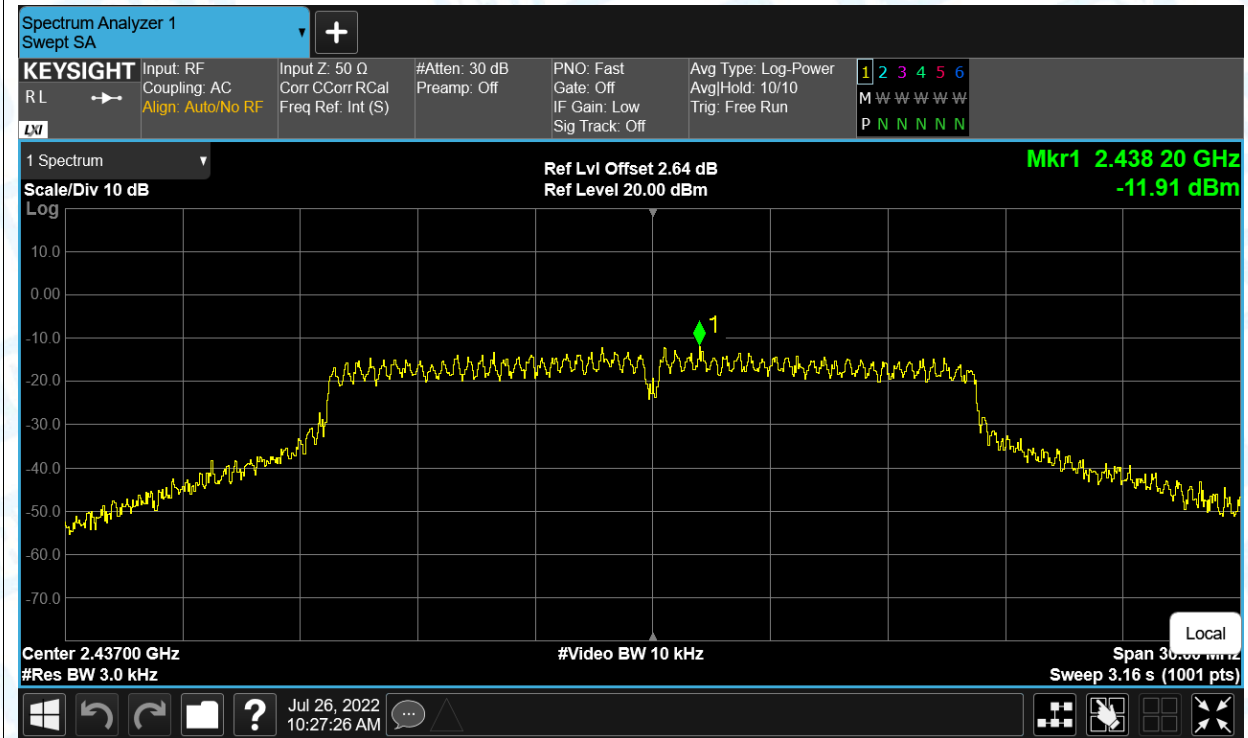 Spectrum Analyzer 1
Swept SA
KEYSIGHT
R L
LXI
Input: RF
Coupling: AC
Align: Auto/No RF
Input Z: 50 Ω
Corr CCorr RCal
Freq Ref: Int (S)
#Atten: 30 dB
Preamp: Off
PNO: Fast
Gate: Off
IF Gain: Low
Sig Track: Off
Avg Type: Log-Power
Avg|Hold: 10/10
Trig: Free Run
1 2 3 4 5 6
M W W W W W W
P N N N N N N
1 Spectrum
Scale/Div 10 dB
Log
Ref Lvl Offset 2.64 dB
Ref Level 20.00 dBm
Mkr1 2.438 20 GHz
-11.91 dBm
10.0
0.00
-10.0
-20.0
-30.0
-40.0
-50.0
-60.0
-70.0
1
Local
Center 2.43700 GHz
#Res BW 3.0 kHz
#Video BW 10 kHz
Span 30.00 MHz
Sweep 3.16 s (1001 pts)
?
Jul 26, 2022
10:27:26 AM